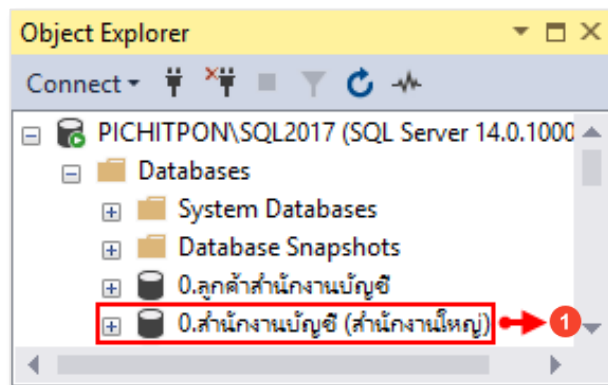 Object Explorer
Connect
PICHITPON\SQL2017 (SQL Server 14.0.1000
Databases
System Databases
Database Snapshots
0.ลูกค้าสำนักงานบัญชี
0.สำนักงานบัญชี (สำนักงานใหญ่) 1